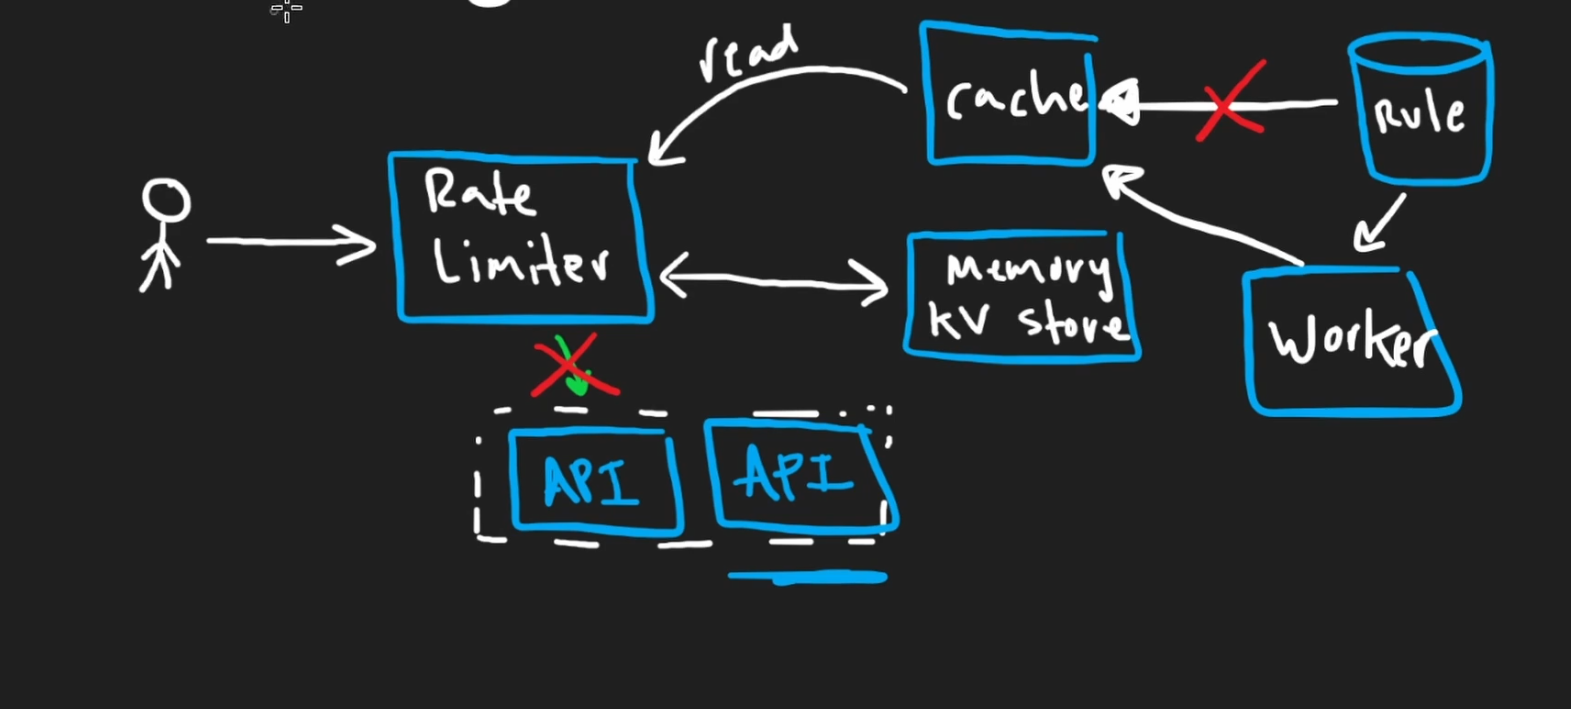 read
cache
Rule
Rate
Limiter
Memory
KV store
Worker
API
API